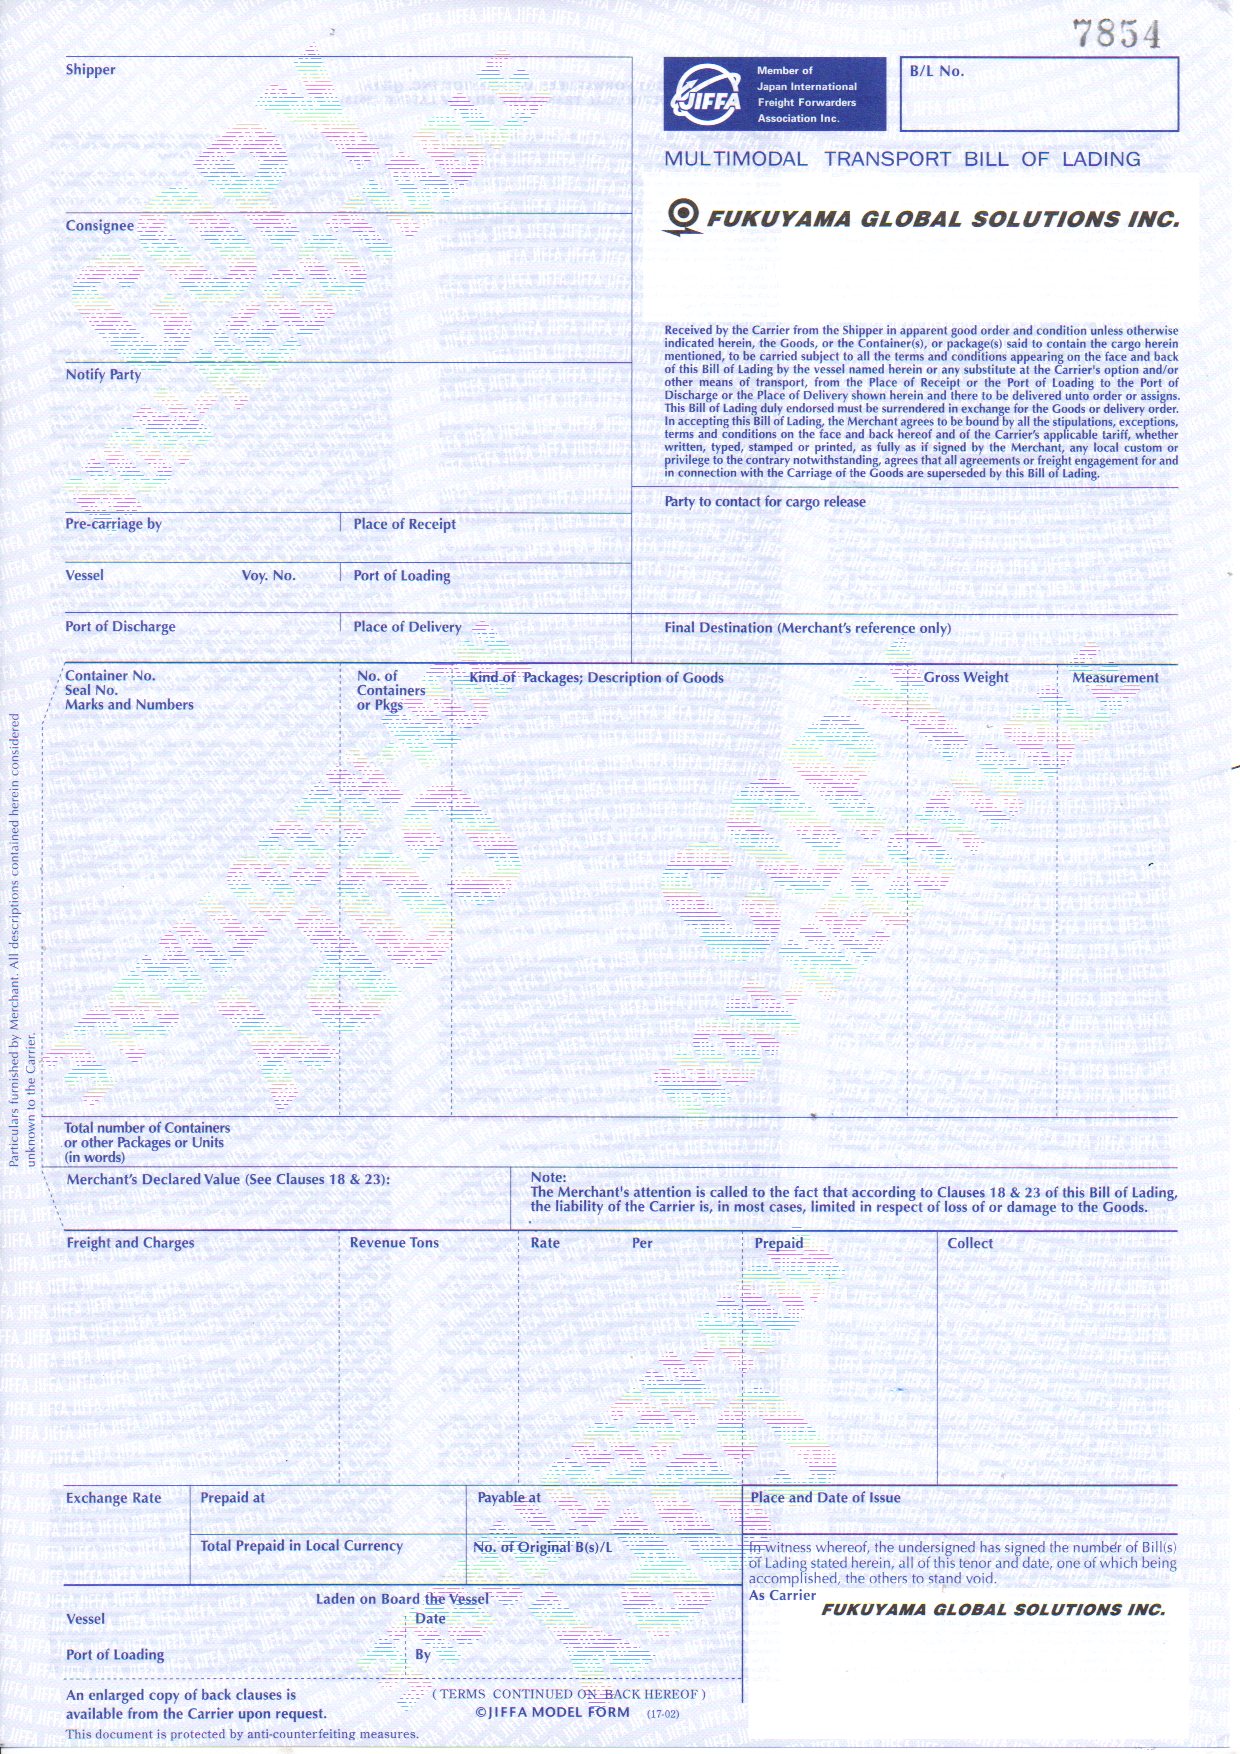 7854
Shipper
JIFFA
Member of
Japan International
Freight Forwarders
Association Inc.
B/L No.
MULTIMODAL TRANSPORT BILL OF LADING
Consignee
FUKUYAMA GLOBAL SOLUTIONS INC.
Received by the Carrier from the Shipper in apparent good order and condition unless otherwise
indicated herein, the Goods, or the Container(s), or package(s) said to contain the cargo herein
mentioned, to be carried subject to all the terms and conditions appearing on the face and back
of this Bill of Lading by the vessel named herein or any substitute at the Carrier's option and/or
other means of transport, from the Place of Receipt or the Port of Loading to the Port of
Discharge or the Place of Delivery shown herein and there to be delivered unto order or assigns.
This Bill of Lading duly endorsed must be surrendered in exchange for the Goods or delivery order.
In accepting this Bill of Lading, the Merchant agrees to be bound by all the stipulations, exceptions,
terms and conditions on the face and back hereof and of the Carrier's applicable tariff, whether
written, typed, stamped or printed, as fully as if signed by the Merchant, any local custom or
privilege to the contrary notwithstanding, agrees that all agreements or freight engagement for and
in connection with the Carriage of the Goods are superseded by this Bill of Lading.
Notify Party
Party to contact for cargo release
Pre-carriage by
Place of Receipt
Vessel
Voy. No.
Port of Loading
Port of Discharge
Place of Delivery
Final Destination (Merchant's reference only)
Container No.
Seal No.
Marks and Numbers
No. of
Containers
or Pkgs
Kind of Packages; Description of Goods
Gross Weight
Measurement
Particulars furnished by Merchant. All descriptions contained herein considered
unknown to the Carrier.
Total number of Containers
or other Packages or Units
(in words)
Merchant's Declared Value (See Clauses 18 & 23):
Note:
The Merchant's attention is called to the fact that according to Clauses 18 & 23 of this Bill of Lading,
the liability of the Carrier is, in most cases, limited in respect of loss of or damage to the Goods.
Freight and Charges
Revenue Tons
Rate
Per
Prepaid
Collect
Exchange Rate
Prepaid at
Payable at
Place and Date of Issue
Total Prepaid in Local Currency
No. of Original B(s)/L
In witness whereof, the undersigned has signed the number of Bill(s)
of Lading stated herein, all of this tenor and date, one of which being
accomplished, the others to stand void.
As Carrier
FUKUYAMA GLOBAL SOLUTIONS INC.
Laden on Board the Vessel
Vessel
Date
Port of Loading
By
An enlarged copy of back clauses is
available from the Carrier upon request.
This document is protected by anti-counterfeiting measures.
( TERMS CONTINUED ON BACK HEREOF )
©JIFFA MODEL FORM (17-02)